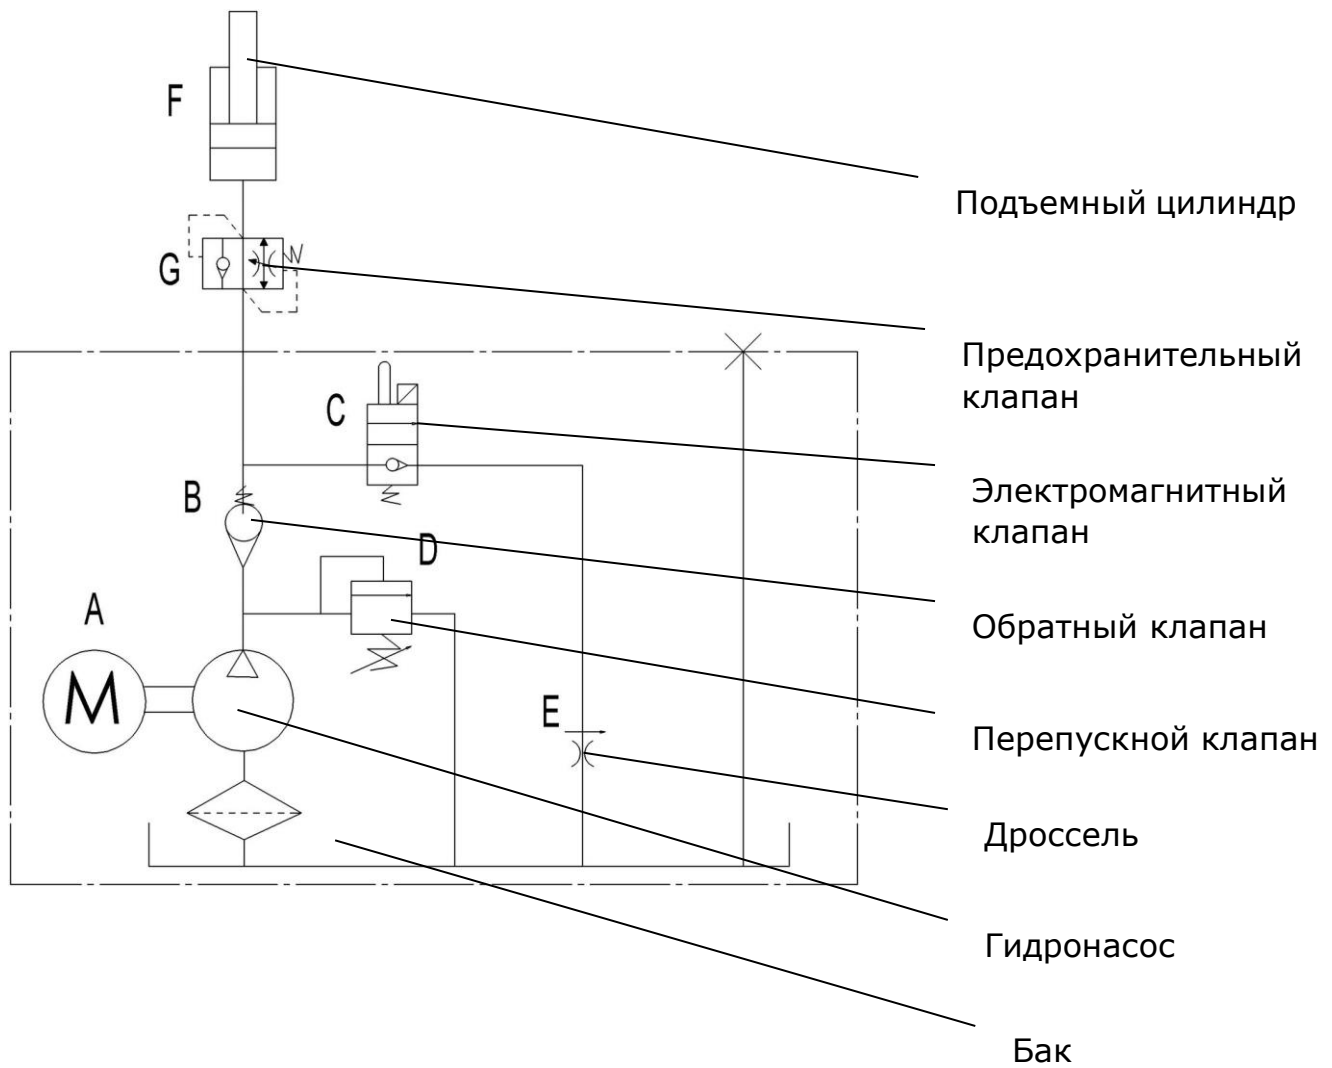 F
Подъемный цилиндр
G
Предохранительный
клапан
C
Электромагнитный
клапан
B
D
Обратный клапан
A
M
E
Перепускной клапан
Дроссель
Гидронасос
Бак